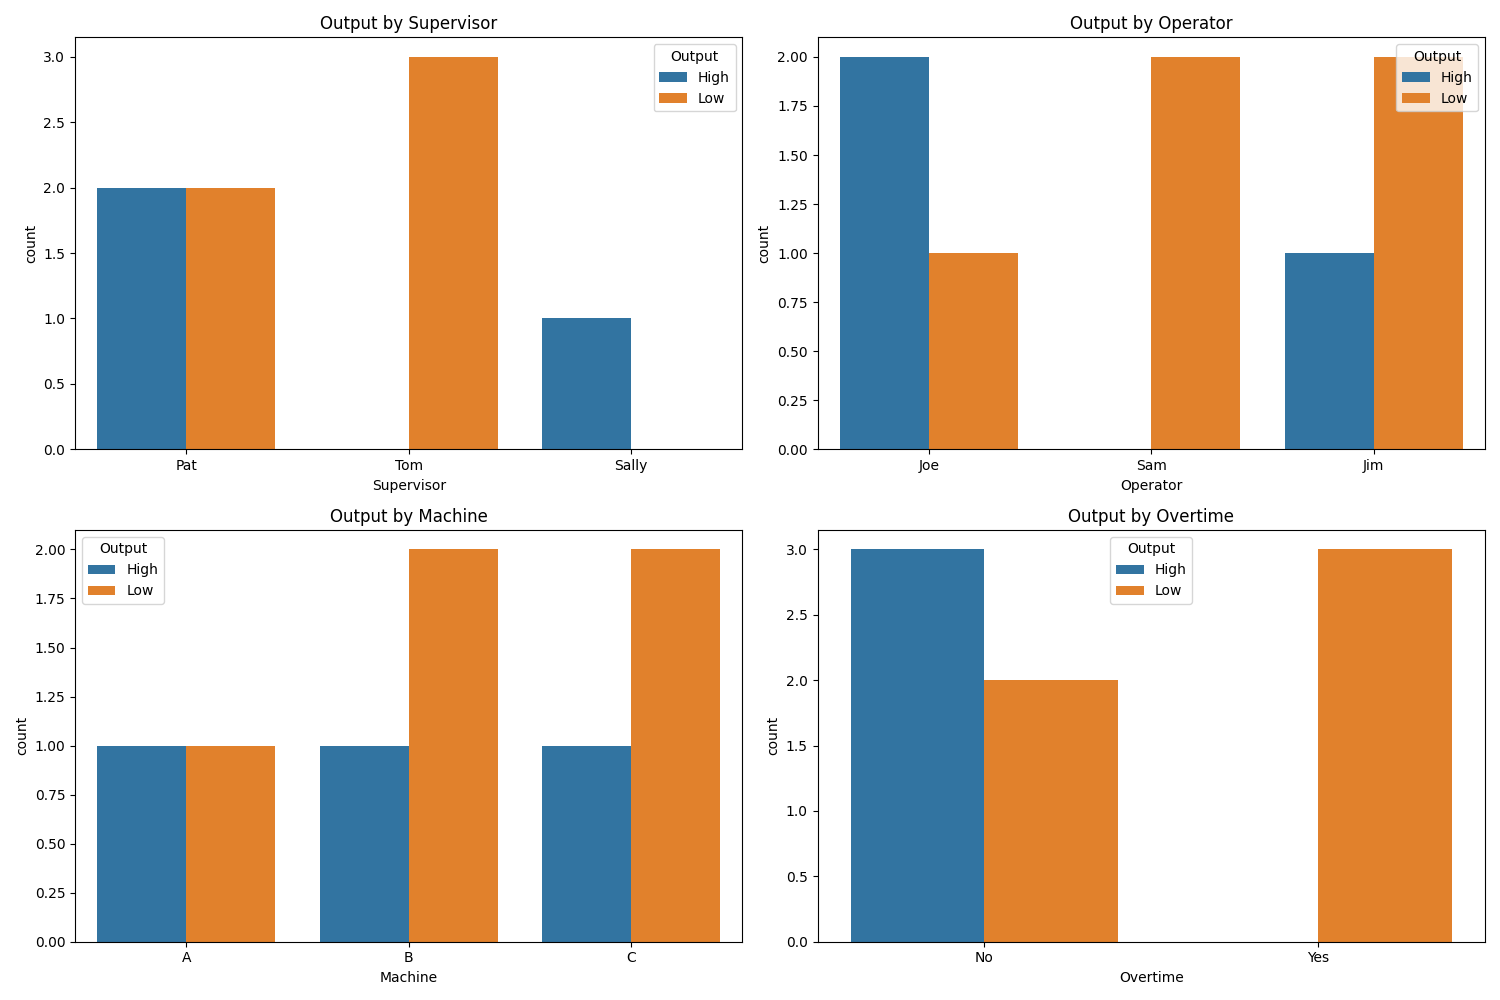 Output by Supervisor
Output
High
Low
3.0
2.5
2.0
1.5
1.0
0.5
0.0
count
Pat Tom Sally
Supervisor
Output by Operator
Output
High
Low
2.00
1.75
1.50
1.25
1.00
0.75
0.50
0.25
0.00
count
Joe Sam Jim
Operator
Output by Machine
Output
High
Low
2.00
1.75
1.50
1.25
1.00
0.75
0.50
0.25
0.00
count
A B C
Machine
Output by Overtime
Output
High
Low
3.0
2.5
2.0
1.5
1.0
0.5
0.0
count
No Yes
Overtime